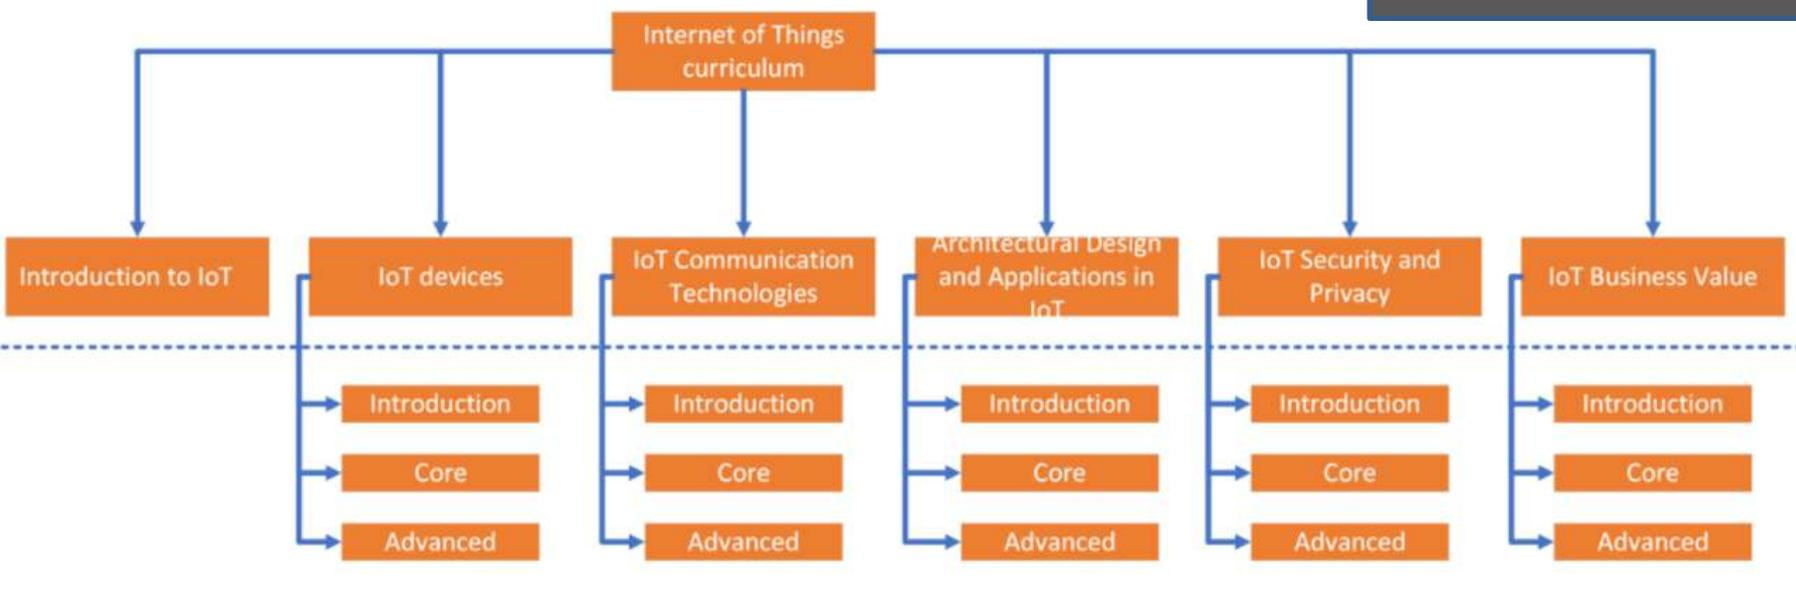 Internet of Things
curriculum
Introduction to IoT
IoT devices
IoT Communication
Technologies
Architectural Design
and Applications in
IoT
IoT Security and
Privacy
IoT Business Value
Introduction
Introduction
Introduction
Introduction
Introduction
Core
Core
Core
Core
Core
Advanced
Advanced
Advanced
Advanced
Advanced